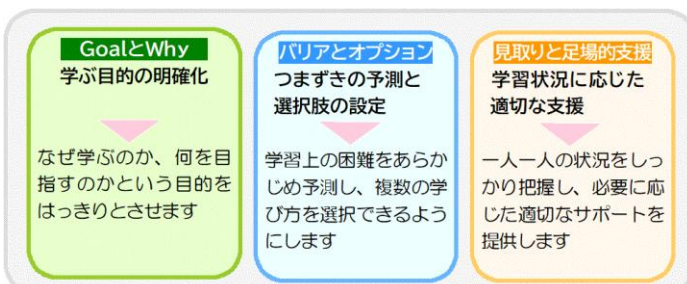 GoalとWhy
学ぶ目的の明確化
なぜ学ぶのか、何を目
指すのかという目的を
はっきりとさせます
バリアとオプション
つまずきの予測と
選択肢の設定
学習上の困難をあらか
じめ予測し、複数の学
び方を選択できるよう
にします
見取りと足場的支援
学習状況に応じた
適切な支援
一人一人の状況をしっ
かり把握し、必要に応
じた適切なサポートを
提供します